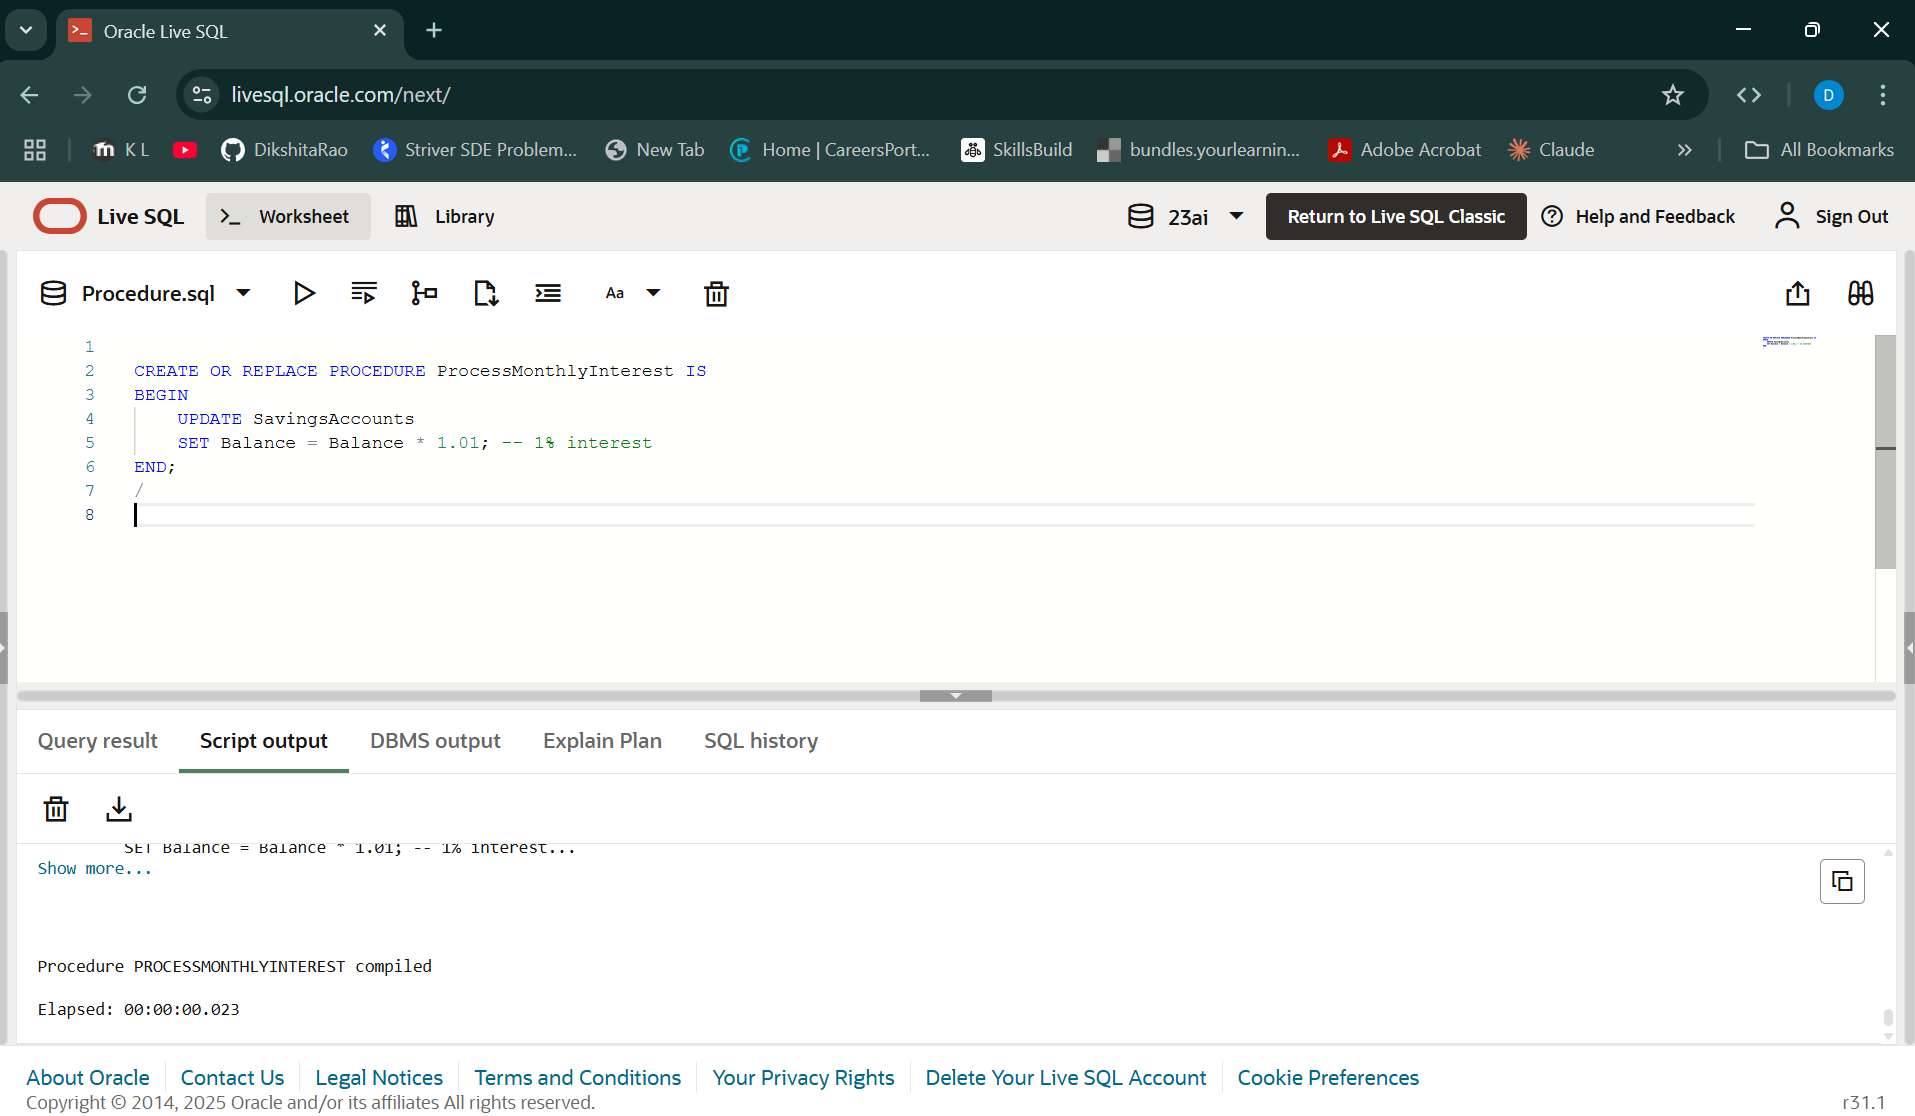 Oracle Live SQL
livesql.oracle.com/next/
D
K L
DikshitaRao
Striver SDE Problem...
New Tab
Home | CareersPort...
SkillsBuild
bundles.yourlearnin...
Adobe Acrobat
Claude
All Bookmarks
Live SQL
Worksheet
Library
23ai
Return to Live SQL Classic
Help and Feedback
Sign Out
Procedure.sql
Aa
1
2 CREATE OR REPLACE PROCEDURE ProcessMonthlyInterest IS
3 BEGIN
4 UPDATE SavingsAccounts
5 SET Balance = Balance * 1.01; -- 1% interest
6 END;
7 /
8
Query result
Script output
DBMS output
Explain Plan
SQL history
SET Balance = Balance * 1.01; -- 1% interest...
Show more...
Procedure PROCESSMONTHLYINTEREST compiled
Elapsed: 00:00:00.023
About Oracle
Contact Us
Legal Notices
Terms and Conditions
Your Privacy Rights
Delete Your Live SQL Account
Cookie Preferences
Copyright © 2014, 2025 Oracle and/or its affiliates All rights reserved.
r31.1